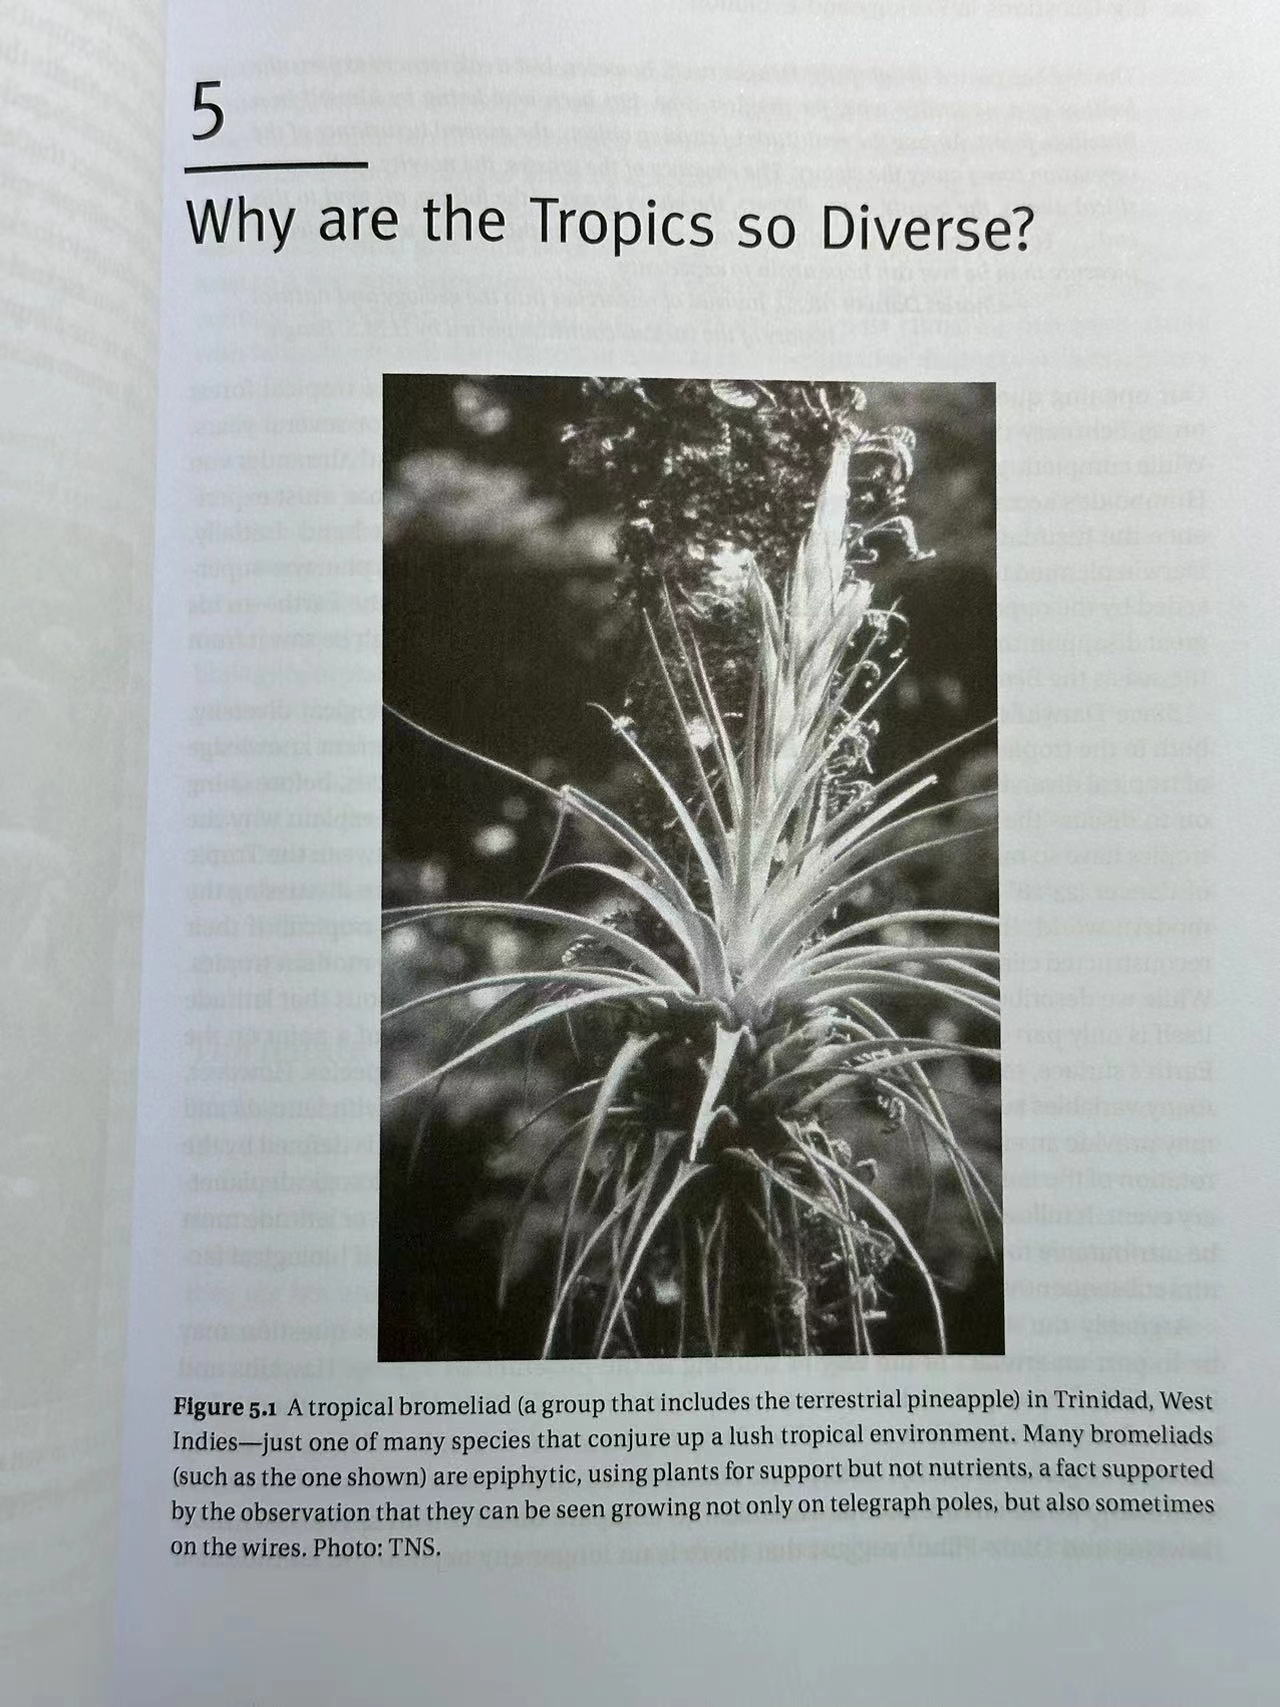 5
Why are the Tropics so Diverse?
Figure 5.1 A tropical bromeliad (a group that includes the terrestrial pineapple) in Trinidad, West
Indies—just one of many species that conjure up a lush tropical environment. Many bromeliads
(such as the one shown) are epiphytic, using plants for support but not nutrients, a fact supported
by the observation that they can be seen growing not only on telegraph poles, but also sometimes
on the wires. Photo: TNS.